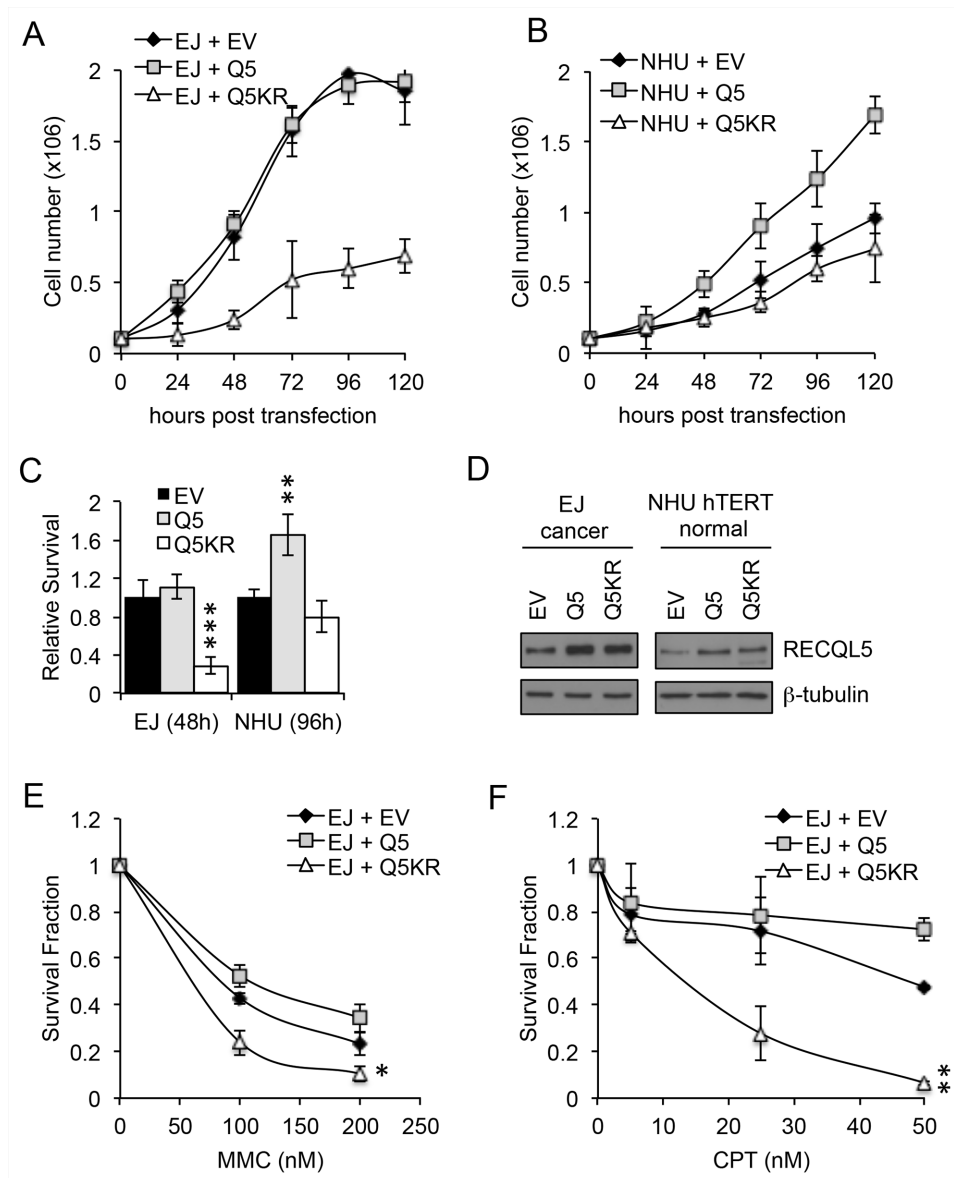 A
EJ + EV
EJ + Q5
EJ + Q5KR
Cell number (x106)
2
1.5
1
0.5
0
0 24 48 72 96 120
hours post transfection
B
NHU + EV
NHU + Q5
NHU + Q5KR
Cell number (x106)
2
1.5
1
0.5
0
0 24 48 72 96 120
hours post transfection
C
EV
Q5
Q5KR
Relative Survival
2
1.6
1.2
0.8
0.4
0
***
**
EJ (48h) NHU (96h)
D
EJ
cancer
NHU hTERT
normal
EV Q5 Q5KR EV Q5 Q5KR
RECQL5
β-tubulin
E
EJ + EV
EJ + Q5
EJ + Q5KR
Survival Fraction
1.2
1
0.8
0.6
0.4
0.2
0
*
0 50 100 150 200 250
MMC (nM)
F
EJ + EV
EJ + Q5
EJ + Q5KR
Survival Fraction
1.2
1
0.8
0.6
0.4
0.2
0
**
0 10 20 30 40 50
CPT (nM)